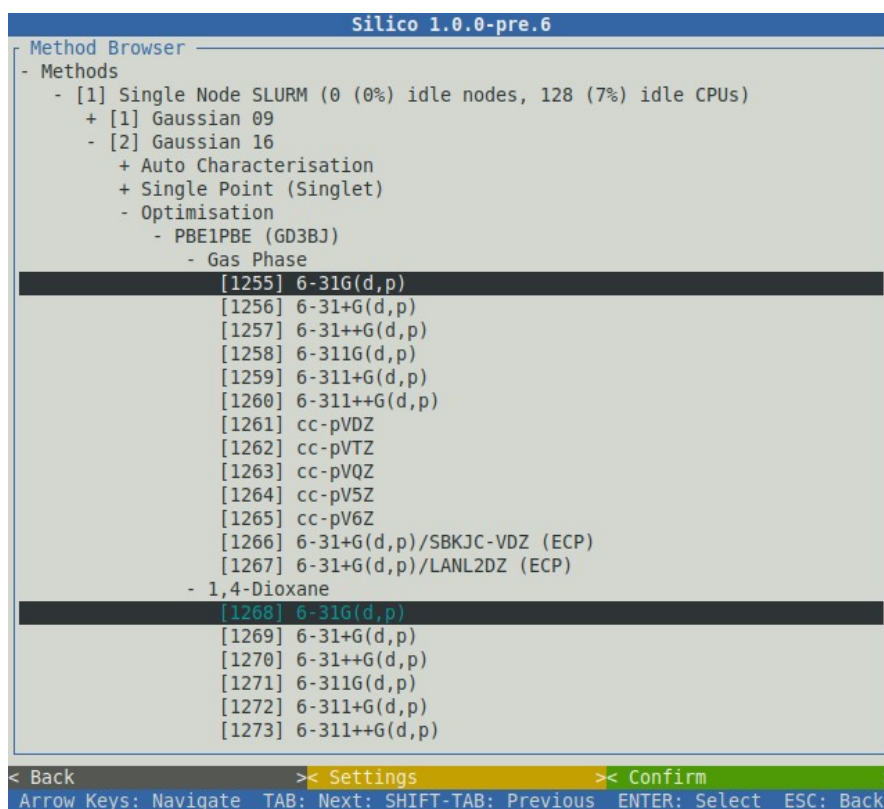 Silico 1.0.0-pre.6
Method Browser
- Methods
- [1] Single Node SLURM (0 (0%) idle nodes, 128 (7%) idle CPUs)
+ [1] Gaussian 09
- [2] Gaussian 16
+ Auto Characterisation
+ Single Point (Singlet)
- Optimisation
- PBE1PBE (GD3BJ)
- Gas Phase
[1255] 6-31G(d,p)
[1256] 6-31+G(d,p)
[1257] 6-31++G(d,p)
[1258] 6-311G(d,p)
[1259] 6-311+G(d,p)
[1260] 6-311++G(d,p)
[1261] cc-pVDZ
[1262] cc-pVTZ
[1263] cc-pVQZ
[1264] cc-pV5Z
[1265] cc-pV6Z
[1266] 6-31+G(d,p)/SBKJC-VDZ (ECP)
[1267] 6-31+G(d,p)/LANL2DZ (ECP)
- 1,4-Dioxane
[1268] 6-31G(d,p)
[1269] 6-31+G(d,p)
[1270] 6-31++G(d,p)
[1271] 6-311G(d,p)
[1272] 6-311+G(d,p)
[1273] 6-311++G(d,p)
< Back >< Settings >< Confirm
Arrow Keys: Navigate TAB: Next: SHIFT-TAB: Previous ENTER: Select ESC: Back